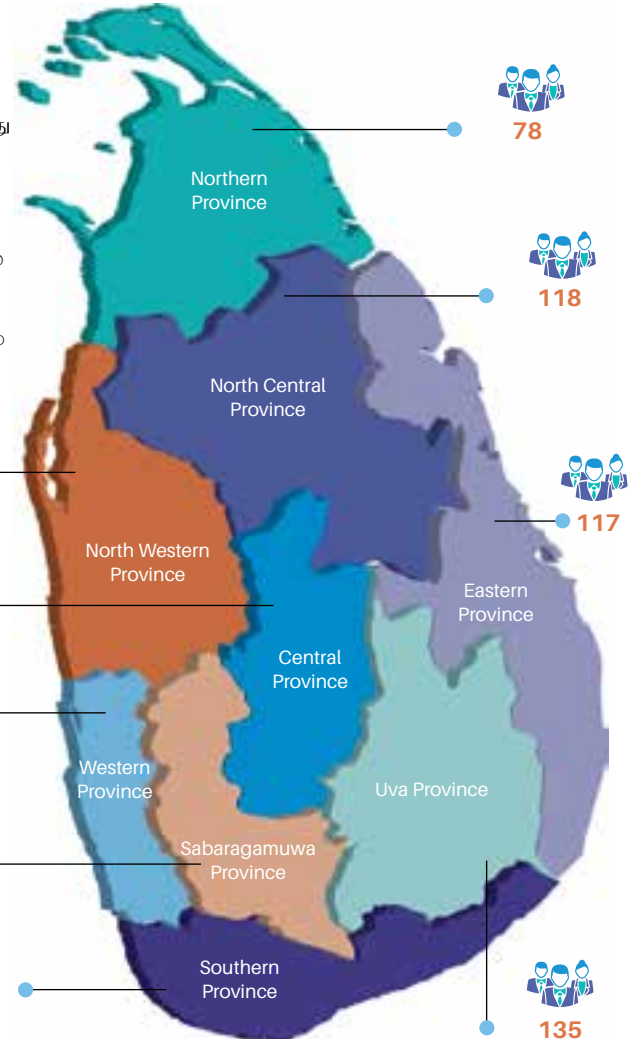 து
78
Northern
Province
118
North Central
Province
117
North Western
Province
Eastern
Province
Central
Province
Western
Province
Uva Province
Sabaragamuwa
Province
Southern
Province
135